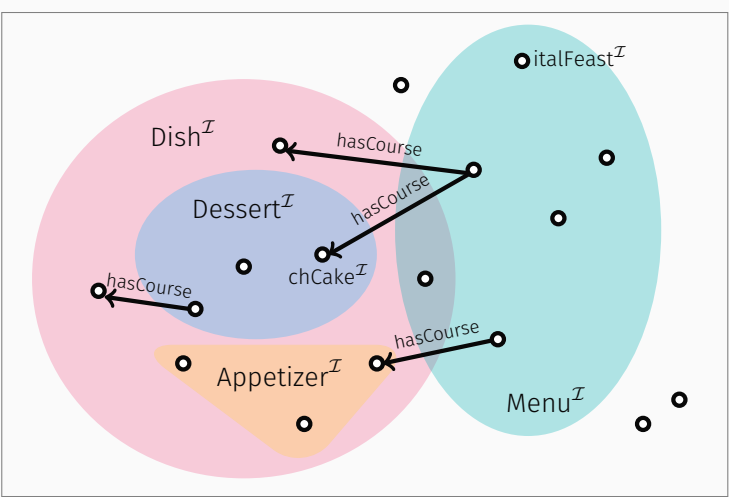 italFeast^ℐ
Dish^ℐ
hasCourse
hasCourse
Dessert^ℐ
chCake^ℐ
hasCourse
hasCourse
Appetizer^ℐ
Menu^ℐ